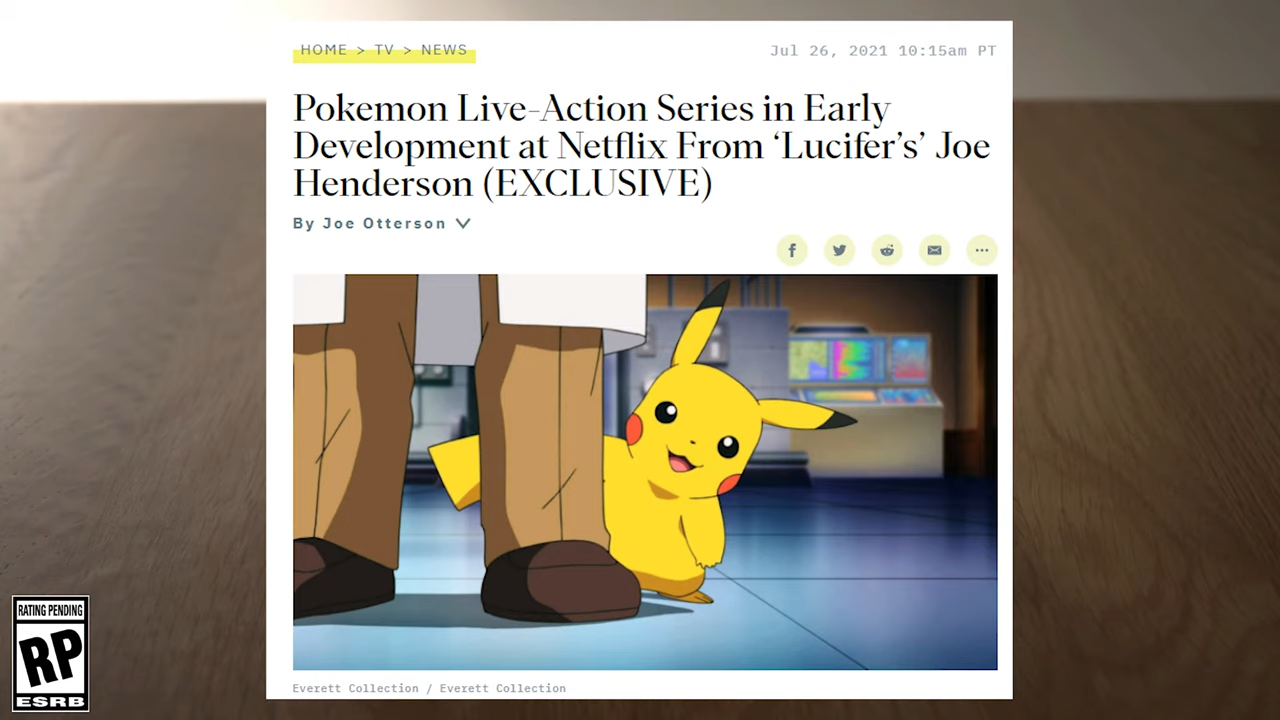 HOME > TV > NEWS
Jul 26, 2021 10:15am PT
Pokemon Live-Action Series in Early
Development at Netflix From ‘Lucifer’s’ Joe
Henderson (EXCLUSIVE)
By Joe Otterson
f
Everett Collection / Everett Collection
RATING PENDING
RP
ESRB